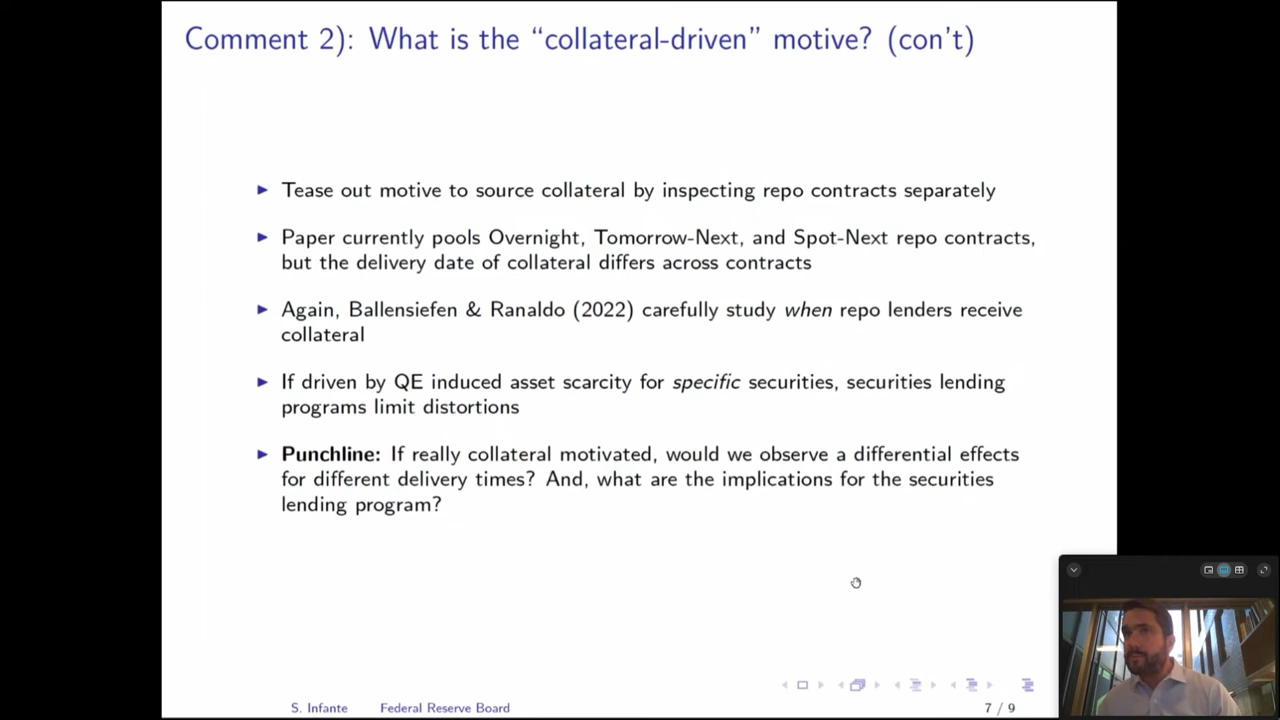 Comment 2): What is the “collateral-driven” motive? (con’t)
Tease out motive to source collateral by inspecting repo contracts separately
Paper currently pools Overnight, Tomorrow-Next, and Spot-Next repo contracts,
but the delivery date of collateral differs across contracts
Again, Ballensiefen & Ranaldo (2022) carefully study when repo lenders receive
collateral
If driven by QE induced asset scarcity for specific securities, securities lending
programs limit distortions
Punchline: If really collateral motivated, would we observe a differential effects
for different delivery times? And, what are the implications for the securities
lending program?
S. Infante Federal Reserve Board 7 / 9